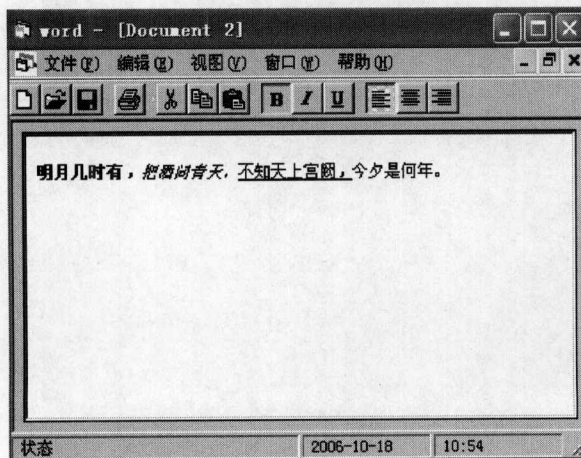 word - [Document 2]
文件(F) 编辑(E) 视图(V) 窗口(W) 帮助(H)
B I U
明月几时有，把酒问青天，不知天上宫阙，今夕是何年。
状态 2006-10-18 10:54